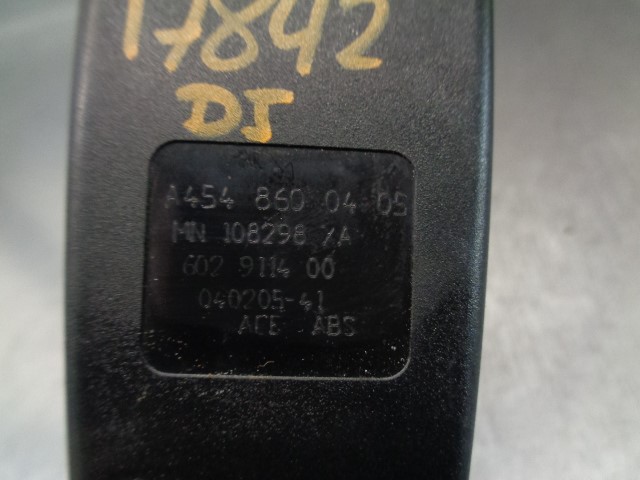 17842
DJ
A454 860 04 05
MN 108298 XA
602 9114 00
040205-41
ACE ABS